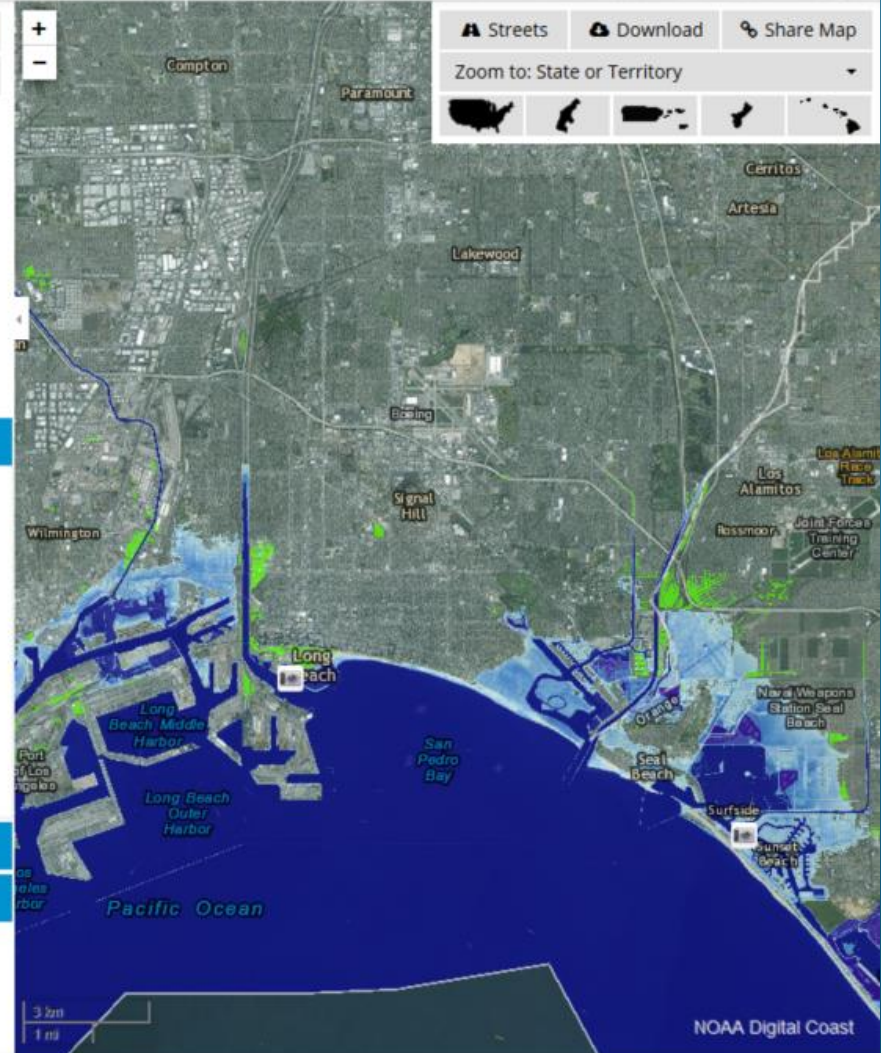 +
−
Streets
Download
Share Map
Zoom to: State or Territory
Compton
Paramount
Cerritos
Artesia
Lakewood
Boeing
Signal
Hill
Los
Alamitos
Race
Track
Rossmoor
Joint Forces
Training
Center
Wilmington
Long
Beach
Long
Beach Middle
Harbor
San
Pedro
Bay
Orange
Naval Weapons
Station Seal
Beach
Seal
Beach
Port
of Los
Long Beach
Outer
Harbor
Surfside
Sunset
Beach
Pacific Ocean
3 km
1 mi
NOAA Digital Coast